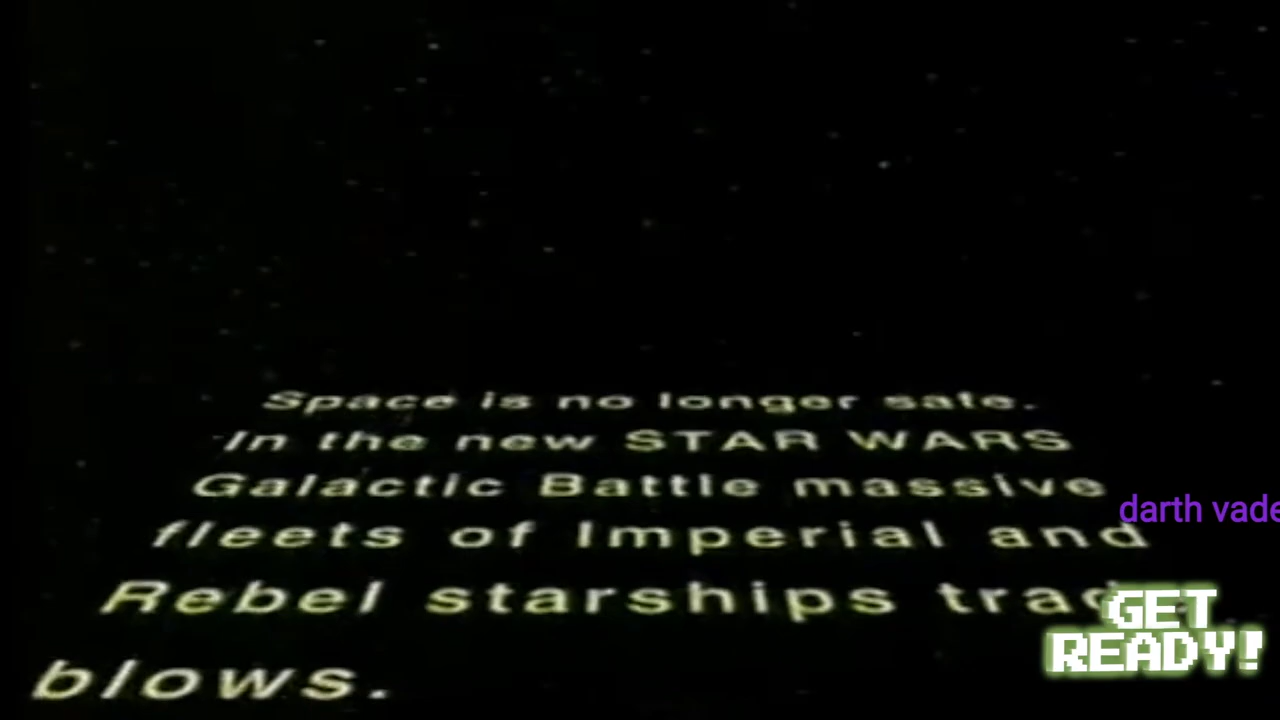 Space is no longer safe.
In the new STAR WARS
Galactic Battle massive
fleets of Imperial and
Rebel starships trade
blows.
darth vade
GET
READY!